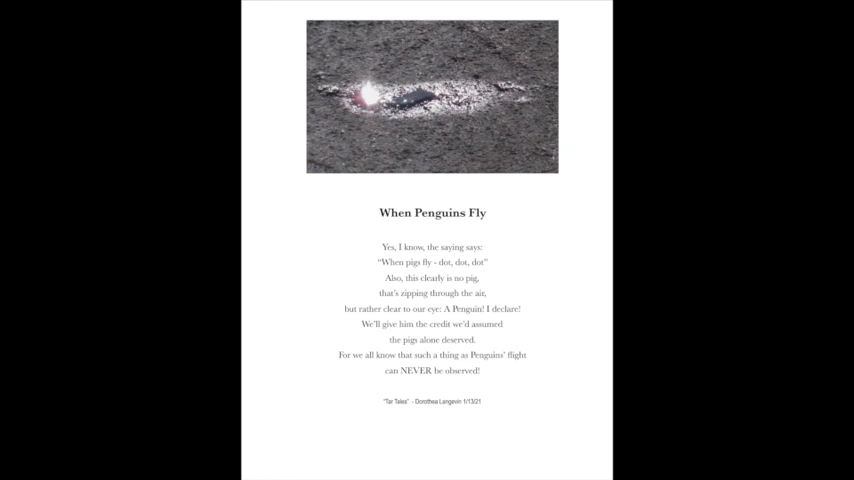 When Penguins Fly
Yes, I know, the saying says:
“When pigs fly - dot, dot, dot”
Also, this clearly is no pig,
that’s zipping through the air,
but rather clear to our eye: A Penguin! I declare!
We’ll give him the credit we’d assumed
the pigs alone deserved.
For we all know that such a thing as Penguins’ flight
can NEVER be observed!
“Tar Tales” - Dorothea Langevin 1/13/21